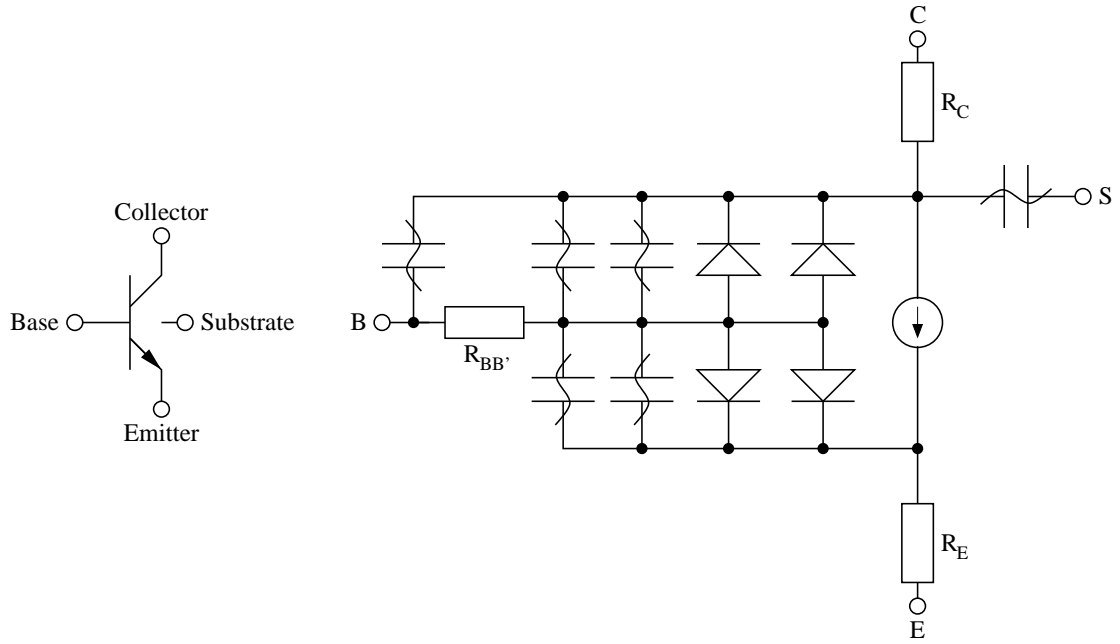 Collector
Base
Substrate
Emitter
C
R_C
S
B
R_BB'
R_E
E